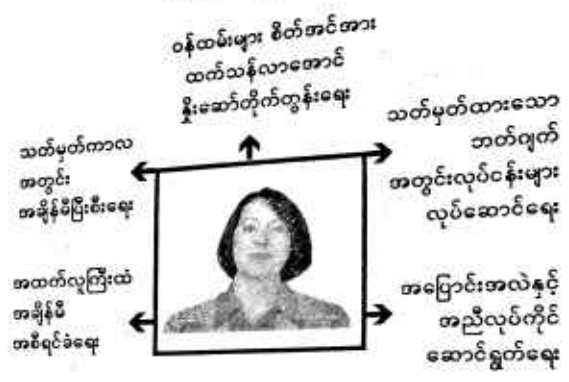 ဝန်ထမ်းများ စိတ်အင်အား
ထက်သန်လာအောင်
နှိုးဆော်တိုက်တွန်းရေး
သတ်မှတ်ကာလ
အတွင်း
အချိန်မီပြီးစီးရေး
သတ်မှတ်ထားသော
ဘတ်ဂျက်
အတွင်းလုပ်ငန်းများ
လုပ်ဆောင်ရေး
အထက်လူကြီးထံ
အချိန်မီ
အစီရင်ခံရေး
အပြောင်းအလဲနှင့်
အညီလုပ်ကိုင်
ဆောင်ရွက်ရေး